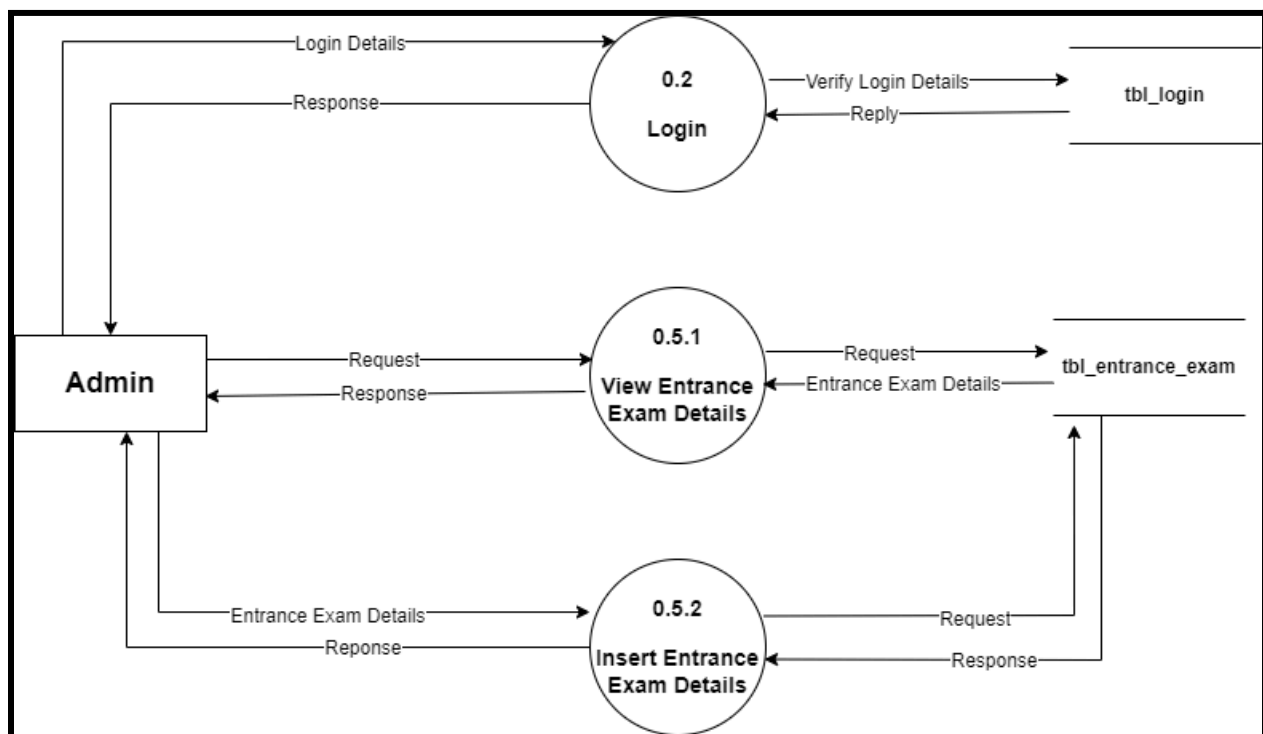 Login Details
0.2
Verify Login Details
tbl_login
Response
Reply
Login
0.5.1
Request
Request
tbl_entrance_exam
Admin
Entrance Exam Details
Response
View Entrance
Exam Details
0.5.2
Entrance Exam Details
Request
Reponse
Insert Entrance
Response
Exam Details